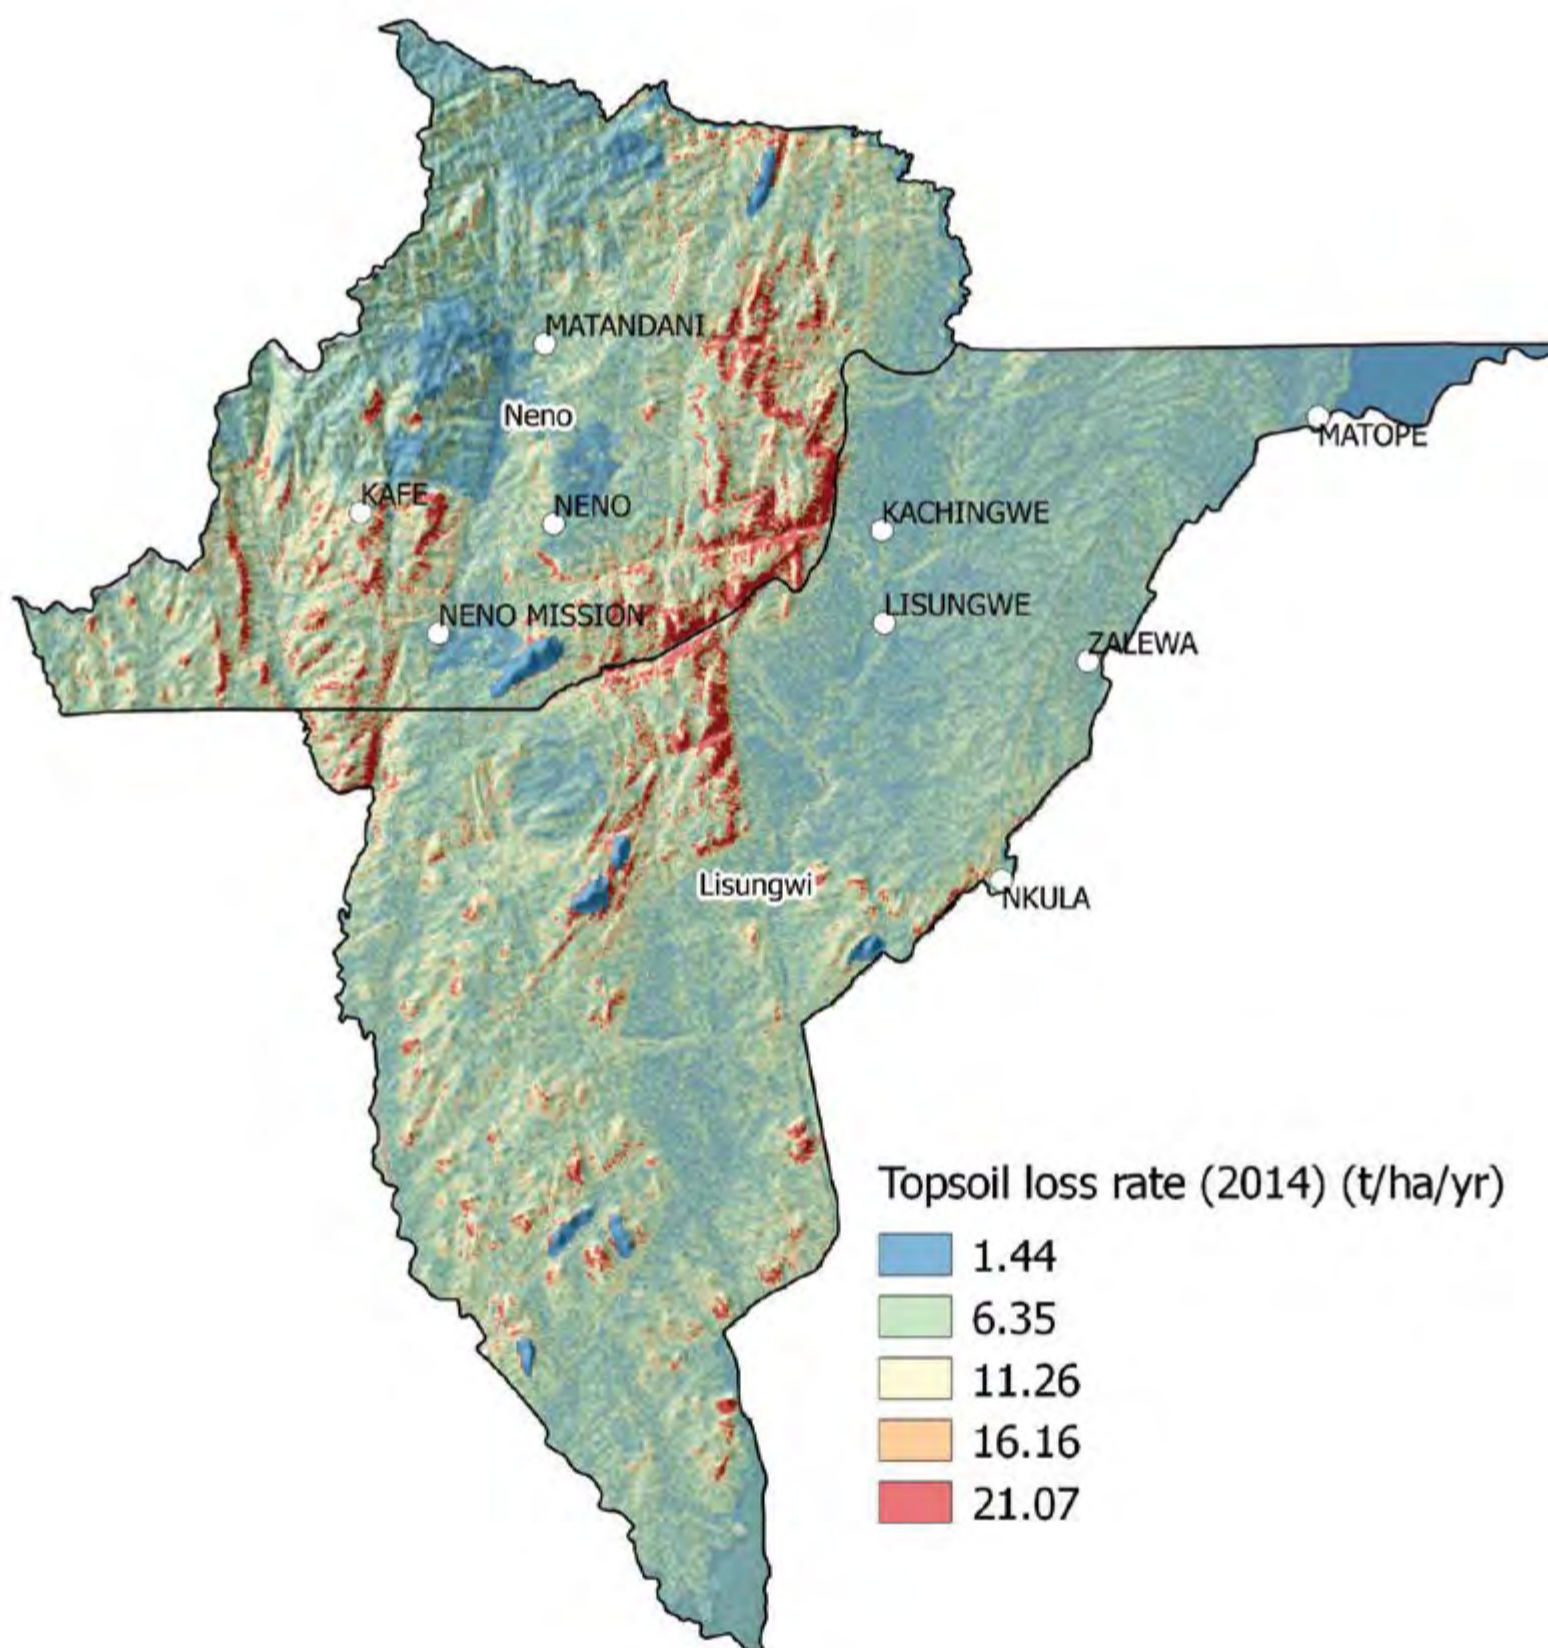 MATANDANI
Neno
MATOPE
KAFE
NENO
KACHINGWE
NENO MISSION
LISUNGWE
ZALEWA
Lisungwi
NKULA
Topsoil loss rate (2014) (t/ha/yr)
1.44
6.35
11.26
16.16
21.07